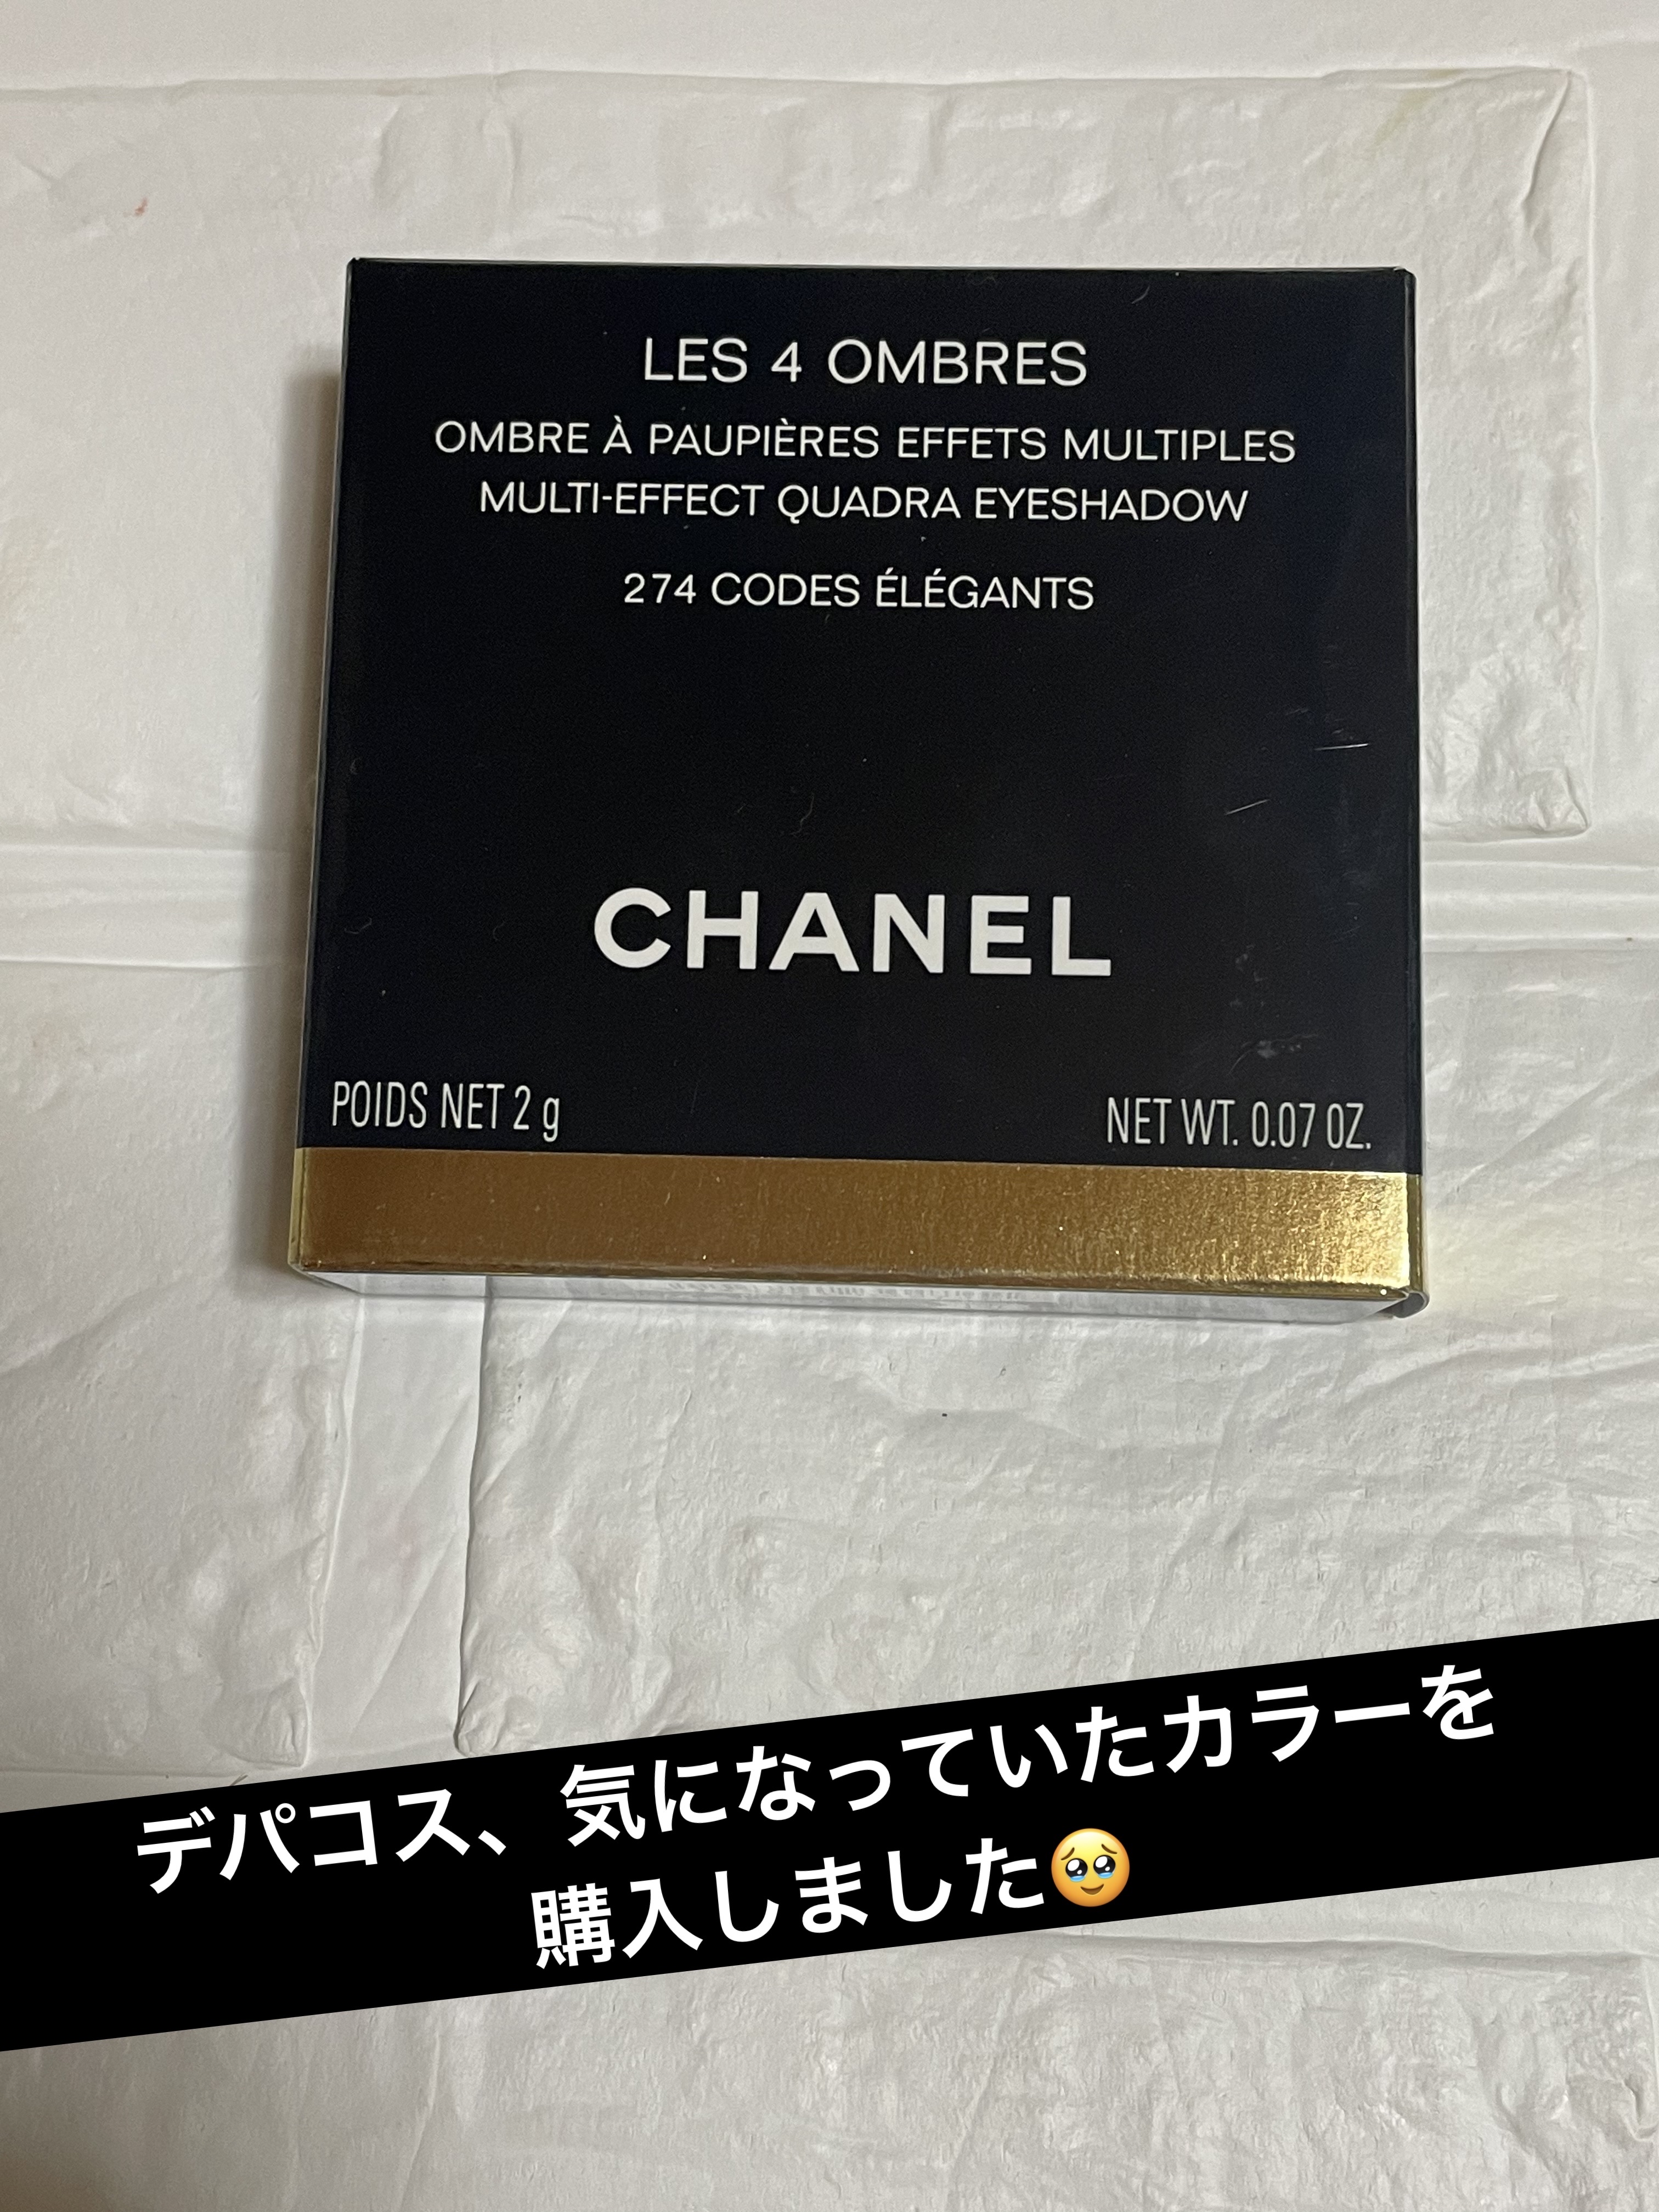 LES 4 OMBRES
OMBRE À PAUPIÈRES EFFETS MULTIPLES
MULTI-EFFECT QUADRA EYESHADOW
274 CODES ÉLÉGANTS
CHANEL
POIDS NET 2 g
NET WT. 0.07 OZ.
デパコス、気になっていたカラーを
購入しました🥹